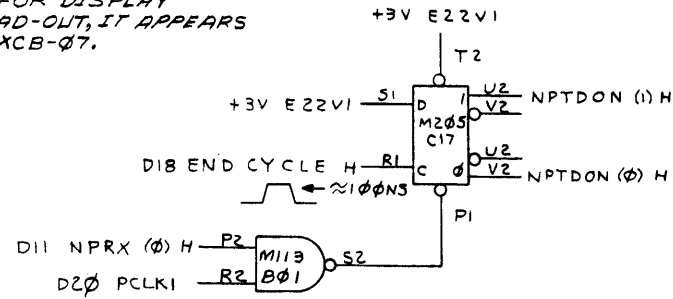 FOR DISPLAY
AD-OUT, IT APPEARS
XCB-Ø7.
+3V E22V1
T2
+3V E22V1 S1
D 1
M2Ø5
C17
U2
V2
NPTDON (1) H
D18 END CYCLE H R1
C Ø
U2
V2
NPTDON (Ø) H
≈1ØØNS
P1
D11 NPRX (Ø) H P2
M113
BØ1
S2
D2Ø PCLK1 R2